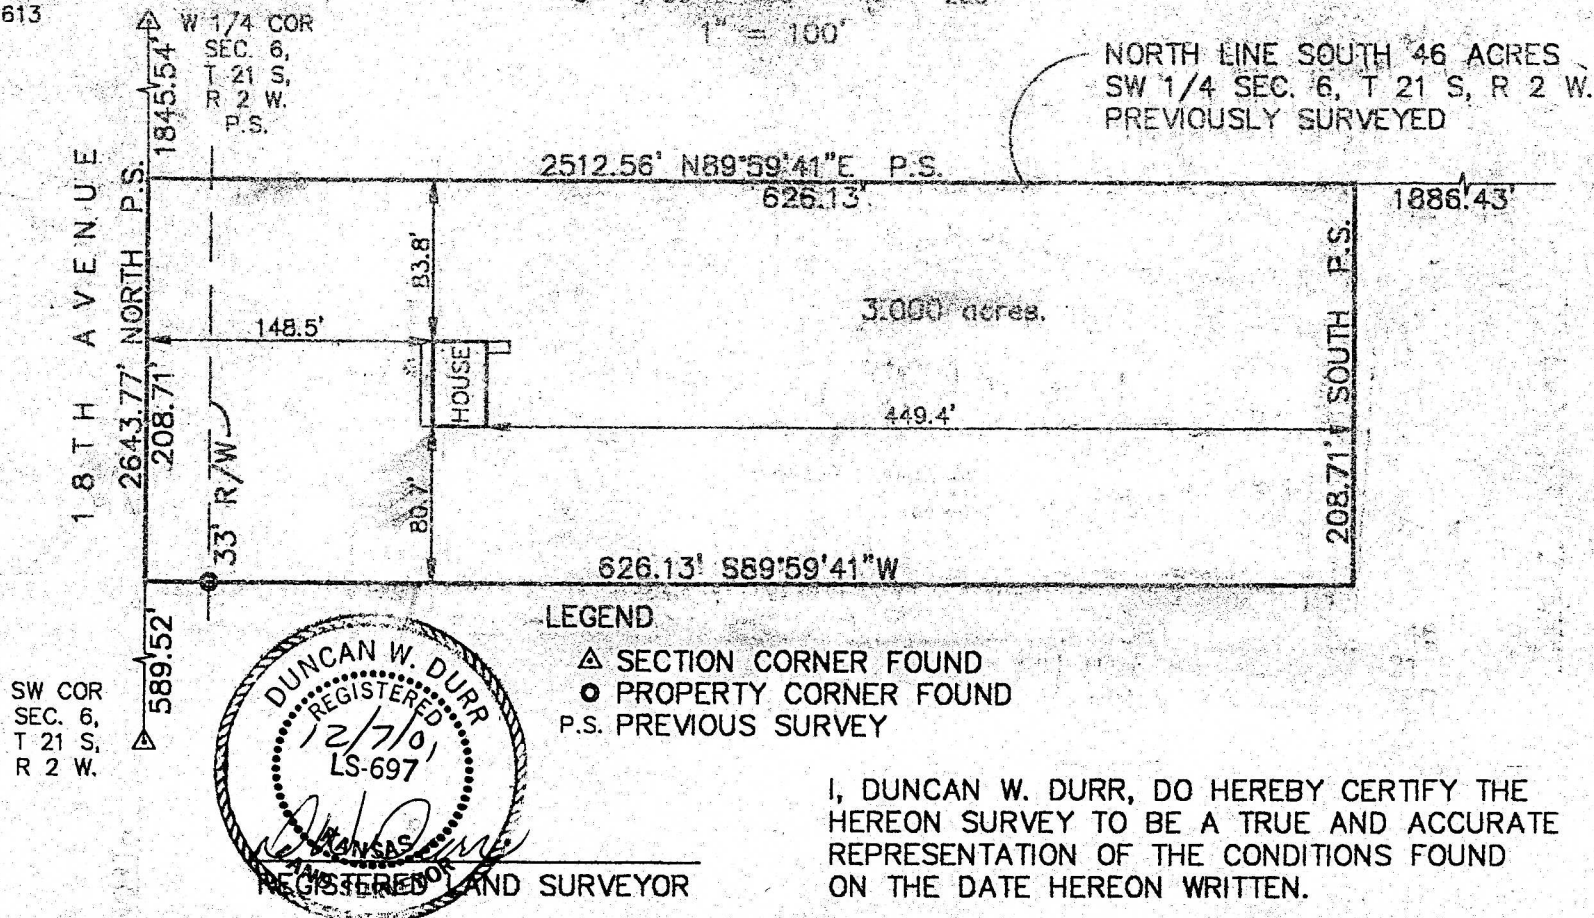 613
W 1/4 COR
SEC. 6,
T 21 S,
R 2 W.
P.S.
1" = 100'
NORTH LINE SOUTH 46 ACRES
SW 1/4 SEC. 6, T 21 S, R 2 W.
PREVIOUSLY SURVEYED
1845.54'
2512.56' N89°59'41"E P.S.
626.13'
1886.43'
18TH AVENUE
2643.77' NORTH P.S.
208.71'
33' R/W
83.8'
148.5'
HOUSE
3.000 acres.
449.4'
80.7'
208.71' SOUTH P.S.
626.13' S89°59'41"W
589.52'
SW COR
SEC. 6,
T 21 S,
R 2 W.
LEGEND
SECTION CORNER FOUND
PROPERTY CORNER FOUND
P.S. PREVIOUS SURVEY
DUNCAN W. DURR
REGISTERED
12/7/01
LS-697
KANSAS
LAND SURVEYOR
REGISTERED LAND SURVEYOR
I, DUNCAN W. DURR, DO HEREBY CERTIFY THE
HEREON SURVEY TO BE A TRUE AND ACCURATE
REPRESENTATION OF THE CONDITIONS FOUND
ON THE DATE HEREON WRITTEN.